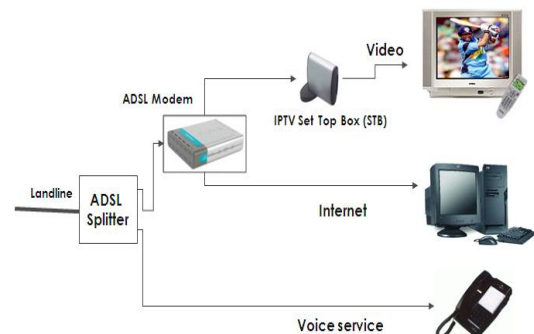 Video
ADSL Modem
IPTV Set Top Box (STB)
Landline
ADSL
Splitter
Internet
Voice service